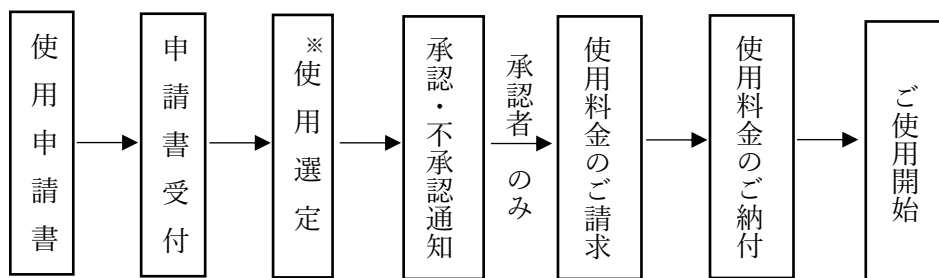 使用申請書
申請書受付
※使用選定
承認・不承認通知
承認者のみ
使用料金のご請求
使用料金のご納付
ご使用開始